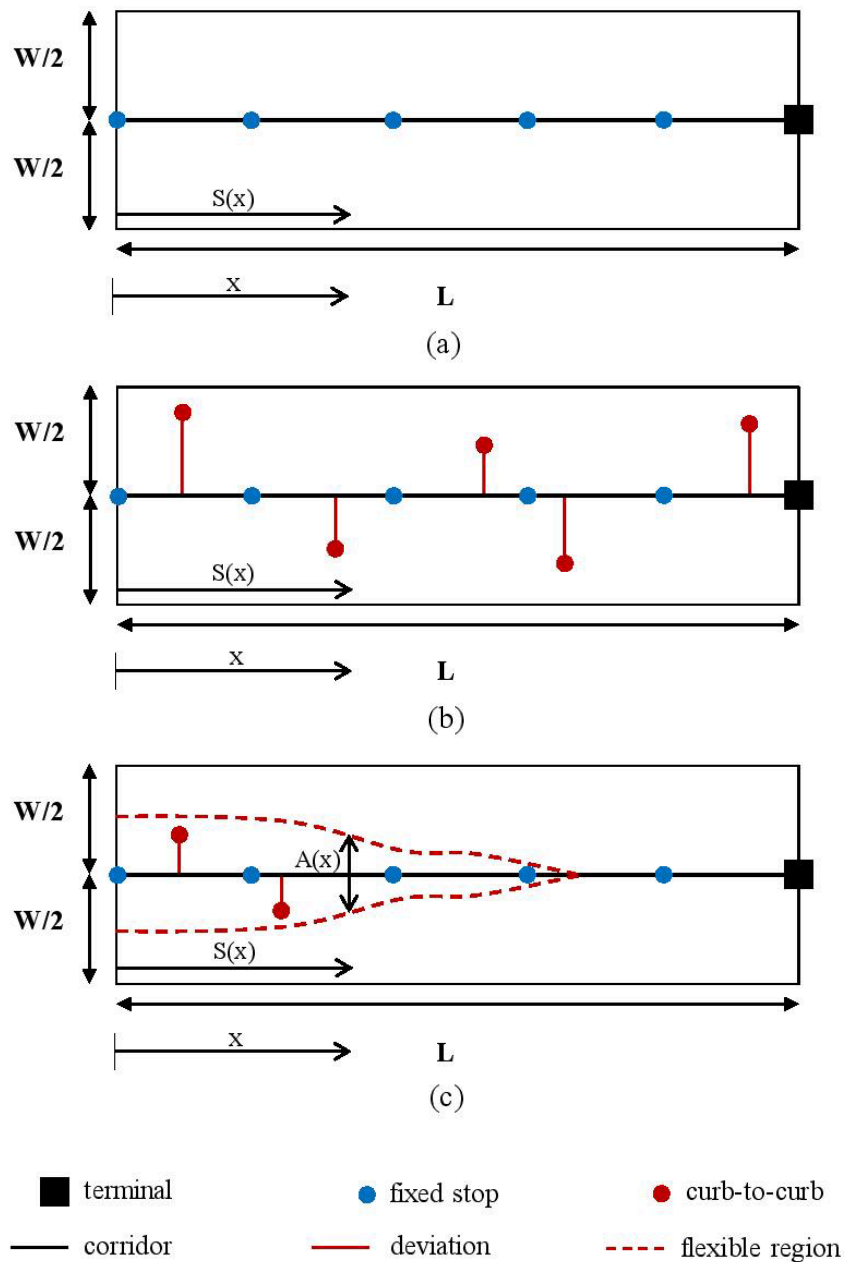 W/2
W/2
S(x)
x
L
(a)
W/2
W/2
S(x)
x
L
(b)
W/2
A(x)
W/2
S(x)
x
L
(c)
terminal fixed stop curb-to-curb
corridor deviation flexible region